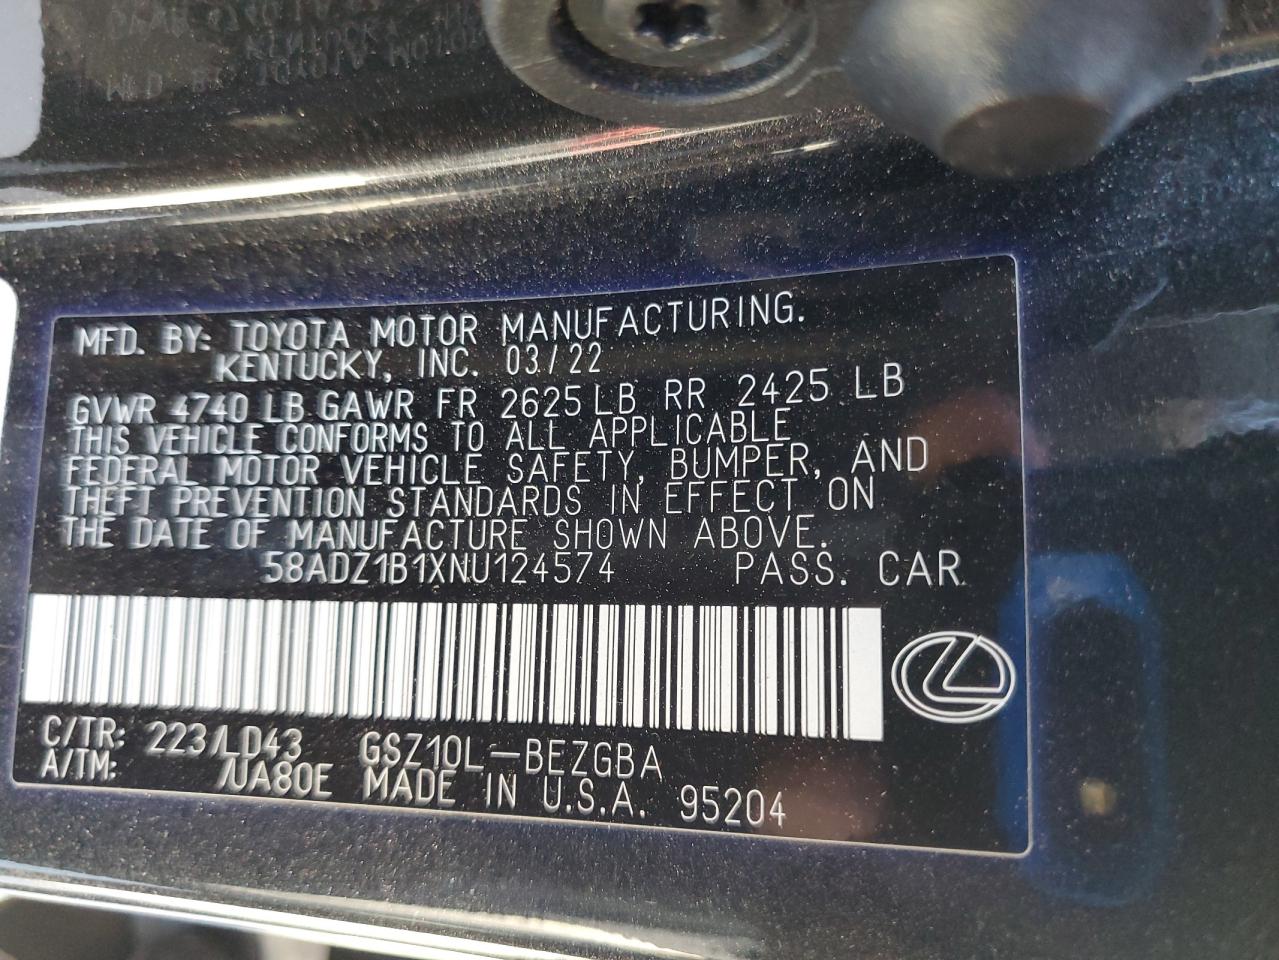 MFD. BY: TOYOTA MOTOR MANUFACTURING.
KENTUCKY, INC. 03/22
GVWR 4740 LB GAWR FR 2625 LB RR 2425 LB
THIS VEHICLE CONFORMS TO ALL APPLICABLE
FEDERAL MOTOR VEHICLE SAFETY, BUMPER, AND
THEFT PREVENTION STANDARDS IN EFFECT ON
THE DATE OF MANUFACTURE SHOWN ABOVE.
58ADZ1B1XNU124574 PASS. CAR
C/TR: 223/LD43 GSZ10L-BEZGBA
A/TM: /UA80E MADE IN U.S.A. 95204